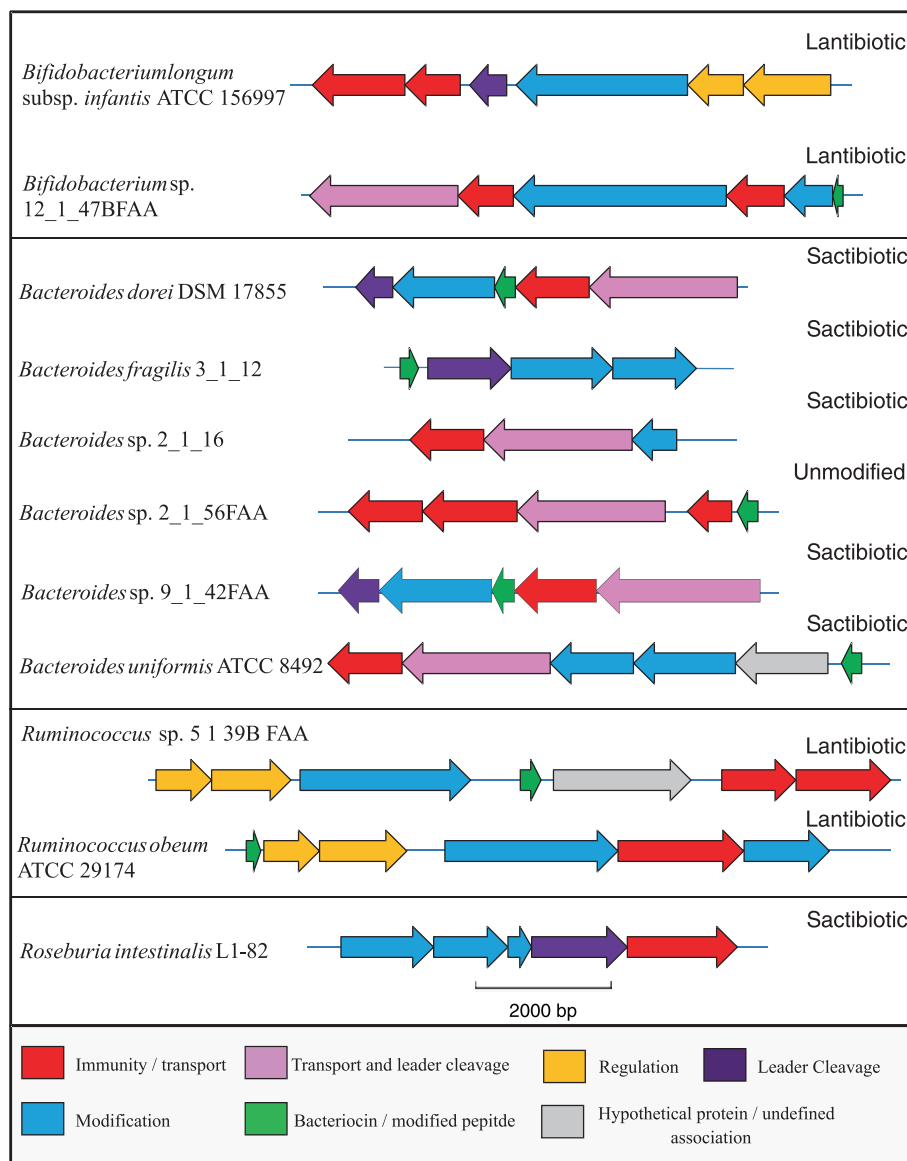 Lantibiotic
Bifidobacteriumlongum
subsp. infantis ATCC 156997
Lantibiotic
Bifidobacterium sp.
12_1_47BFAA
Sactibiotic
Bacteroides dorei DSM 17855
Sactibiotic
Bacteroides fragilis 3_1_12
Sactibiotic
Bacteroides sp. 2_1_16
Unmodified
Bacteroides sp. 2_1_56FAA
Sactibiotic
Bacteroides sp. 9_1_42FAA
Sactibiotic
Bacteroides uniformis ATCC 8492
Ruminococcus sp. 5 1 39B FAA
Lantibiotic
Lantibiotic
Ruminococcus obeum
ATCC 29174
Sactibiotic
Roseburia intestinalis L1-82
2000 bp
Immunity / transport
Transport and leader cleavage
Regulation
Leader Cleavage
Modification
Bacteriocin / modified pepitde
Hypothetical protein / undefined
association